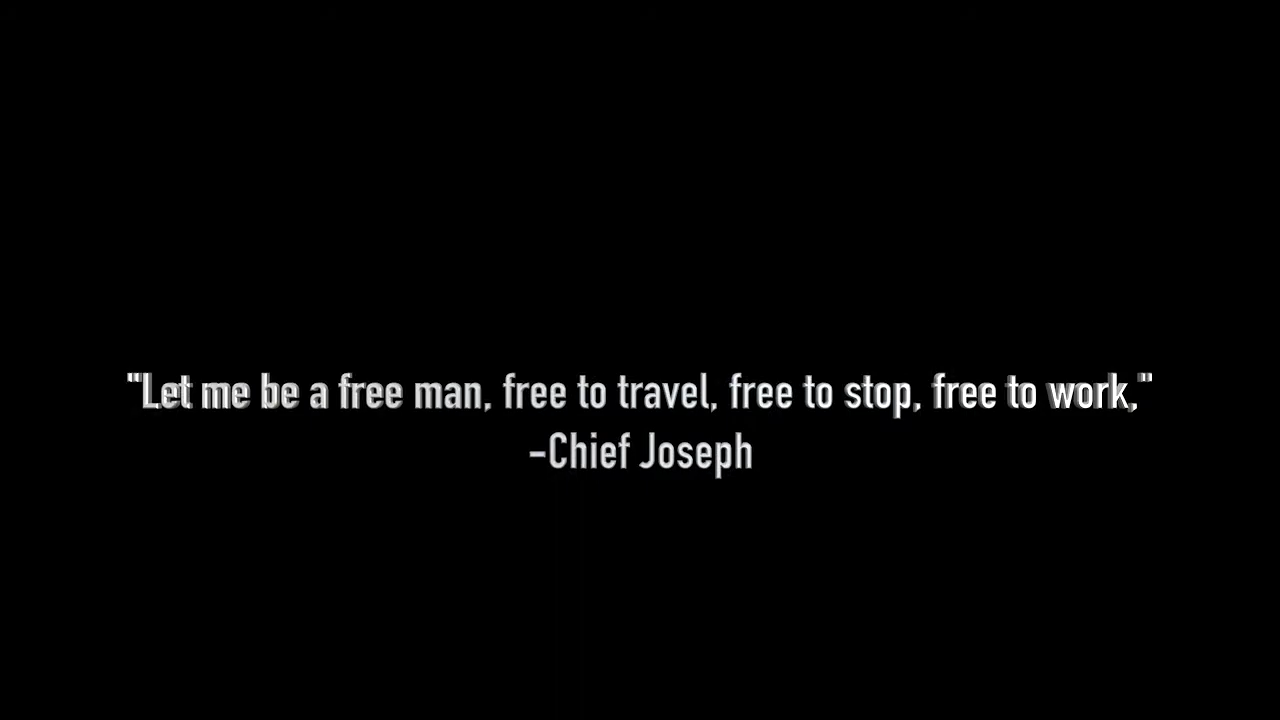 "Let me be a free man, free to travel, free to stop, free to work,"
-Chief Joseph